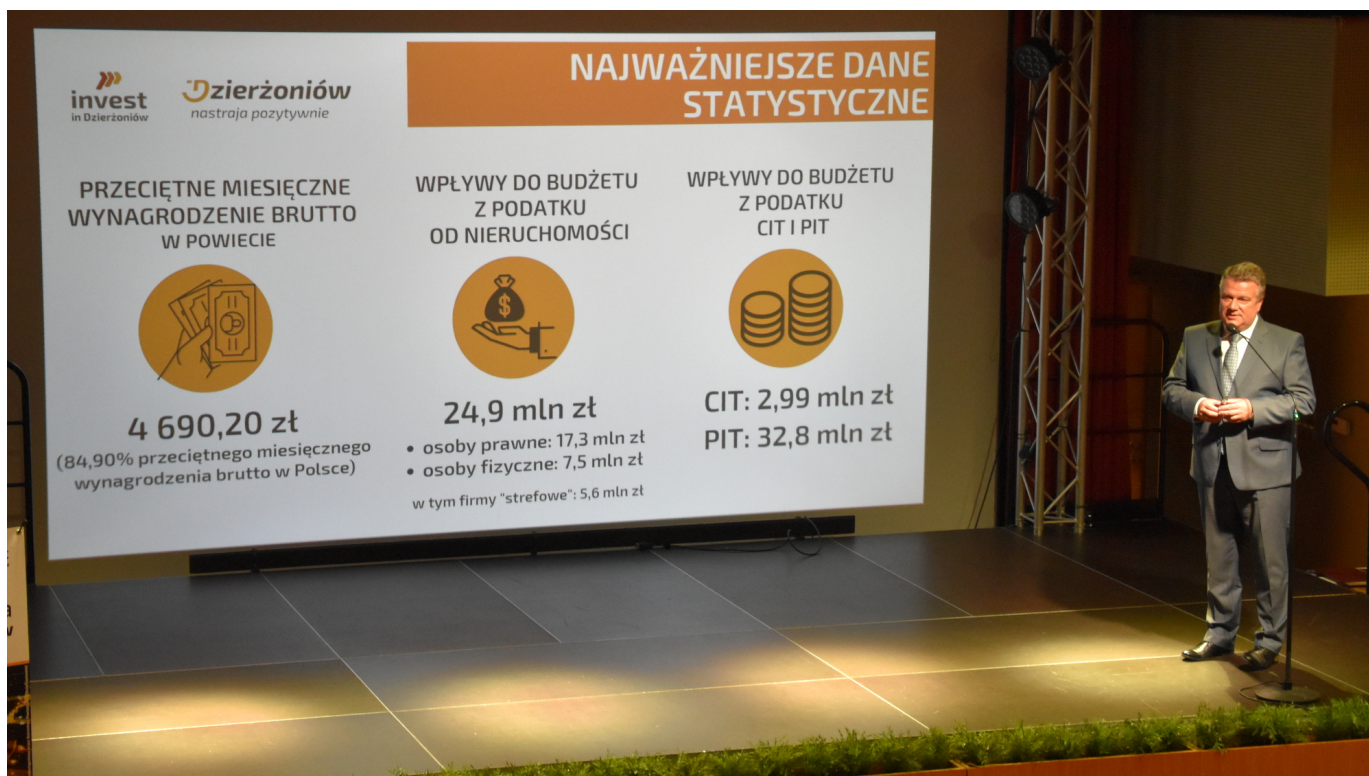 invest
in Dzierżoniów
Dzierżoniów
nastraja pozytywnie
NAJWAŻNIEJSZE DANE
STATYSTYCZNE
PRZECIĘTNE MIESIĘCZNE
WYNAGRODZENIE BRUTTO
W POWIECIE
4 690,20 zł
(84,90% przeciętnego miesięcznego
wynagrodzenia brutto w Polsce)
WPŁYWY DO BUDŻETU
Z PODATKU
OD NIERUCHOMOŚCI
$
24,9 mln zł
• osoby prawne: 17,3 mln zł
• osoby fizyczne: 7,5 mln zł
w tym firmy "strefowe": 5,6 mln zł
WPŁYWY DO BUDŻETU
Z PODATKU
CIT I PIT
CIT: 2,99 mln zł
PIT: 32,8 mln zł